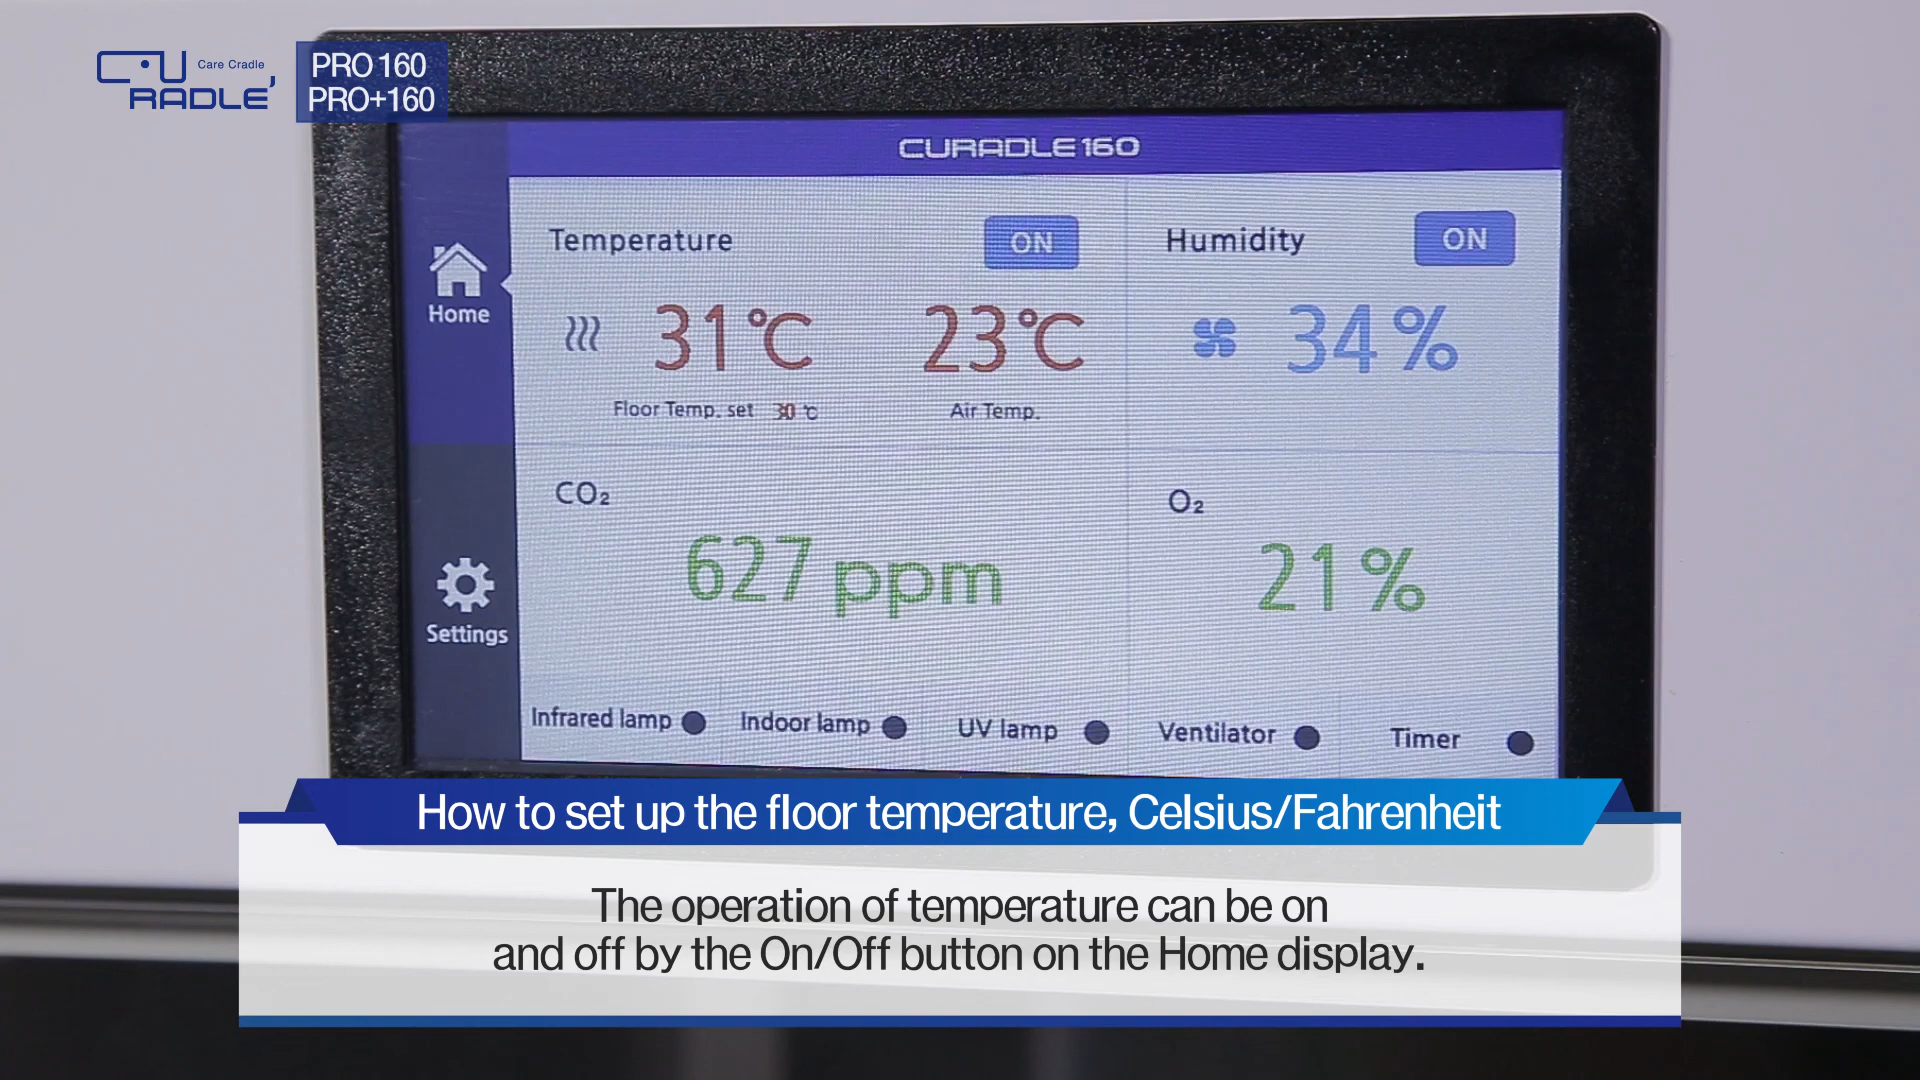 CURADLE Care Cradle
PRO 160
PRO+160
CURADLE160
Temperature ON
Humidity ON
Home
31℃ 23℃
34%
Floor Temp. set 30 ℃
Air Temp.
CO₂
O₂
627 ppm
21%
Settings
Infrared lamp
Indoor lamp
UV lamp
Ventilator
Timer
How to set up the floor temperature, Celsius/Fahrenheit
The operation of temperature can be on
and off by the On/Off button on the Home display.